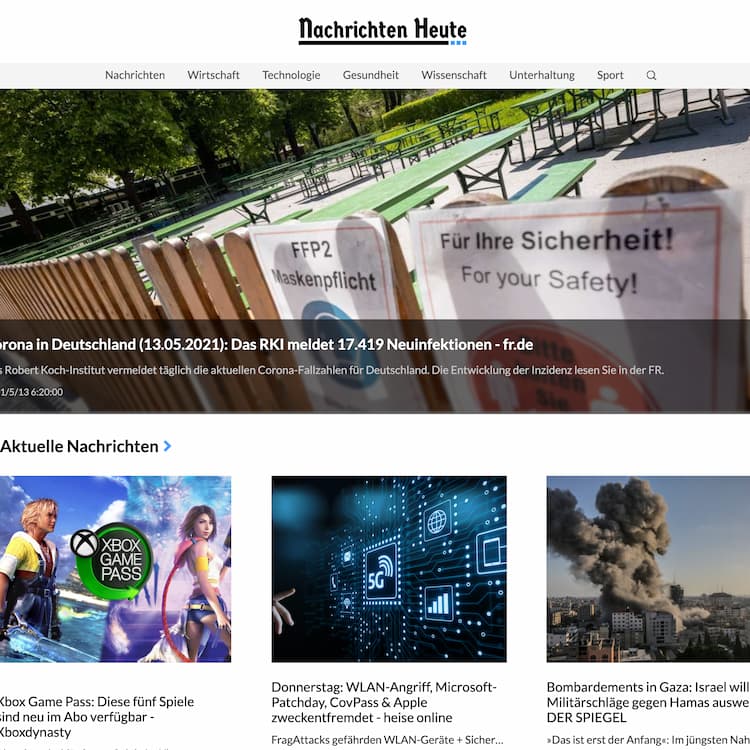 Nachrichten Heute
Nachrichten Wirtschaft Technologie Gesundheit Wissenschaft Unterhaltung Sport
FFP2
Maskenpflicht
Für Ihre Sicherheit!
For your Safety!
orona in Deutschland (13.05.2021): Das RKI meldet 17.419 Neuinfektionen - fr.de
s Robert Koch-Institut vermeldet täglich die aktuellen Corona-Fallzahlen für Deutschland. Die Entwicklung der Inzidenz lesen Sie in der FR.
1/5/13 6:20:00
Aktuelle Nachrichten
XBOX
GAME
PASS
5G
Xbox Game Pass: Diese fünf Spiele
sind neu im Abo verfügbar -
Xboxdynasty
Donnerstag: WLAN-Angriff, Microsoft-
Patchday, CovPass & Apple
zweckentfremdet - heise online
FragAttacks gefährden WLAN-Geräte + Sicher...
Bombardements in Gaza: Israel will
Militärschläge gegen Hamas auswe
DER SPIEGEL
»Das ist erst der Anfang«: Im jüngsten Nah